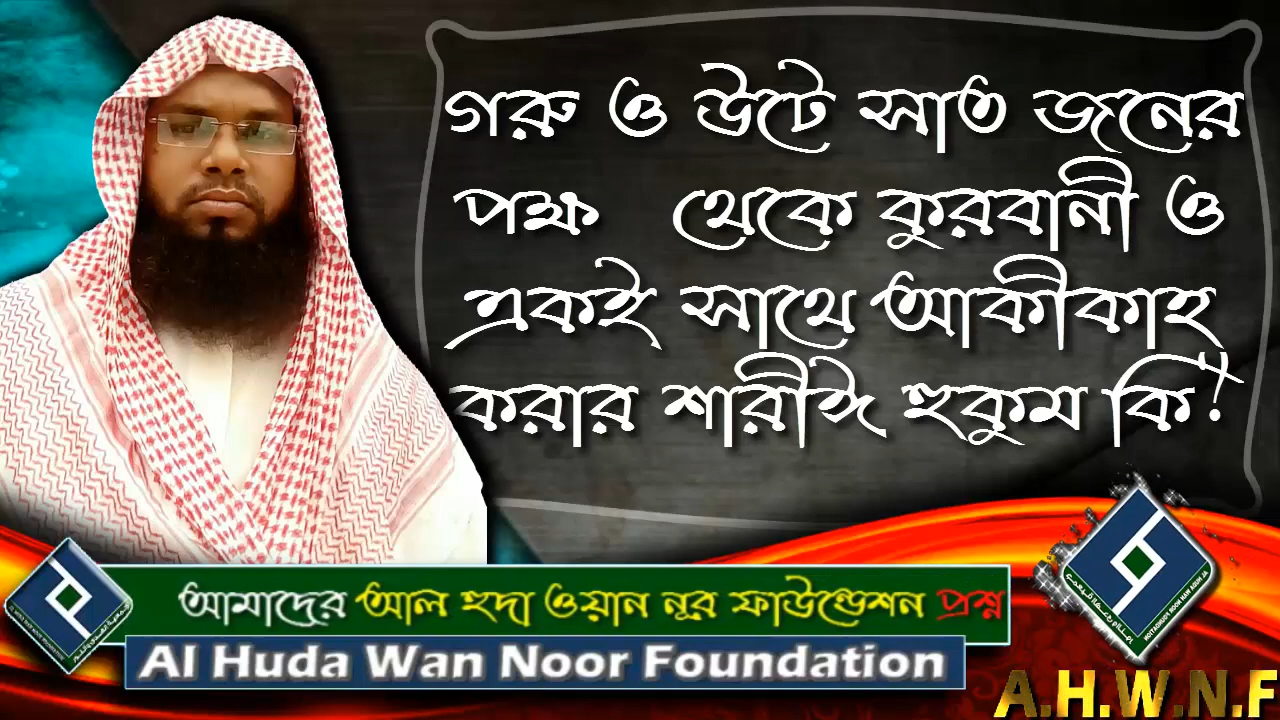 গরু ও উটে সাত জনের
পক্ষ থেকে কুরবানী ও
একই সাথে আকীকাহ
করার শারীঈ হুকুম কি?
আমাদের আল হুদা ওয়ান নূর ফাউন্ডেশন প্রশ্ন
Al Huda Wan Noor Foundation
A.H.W.N.F